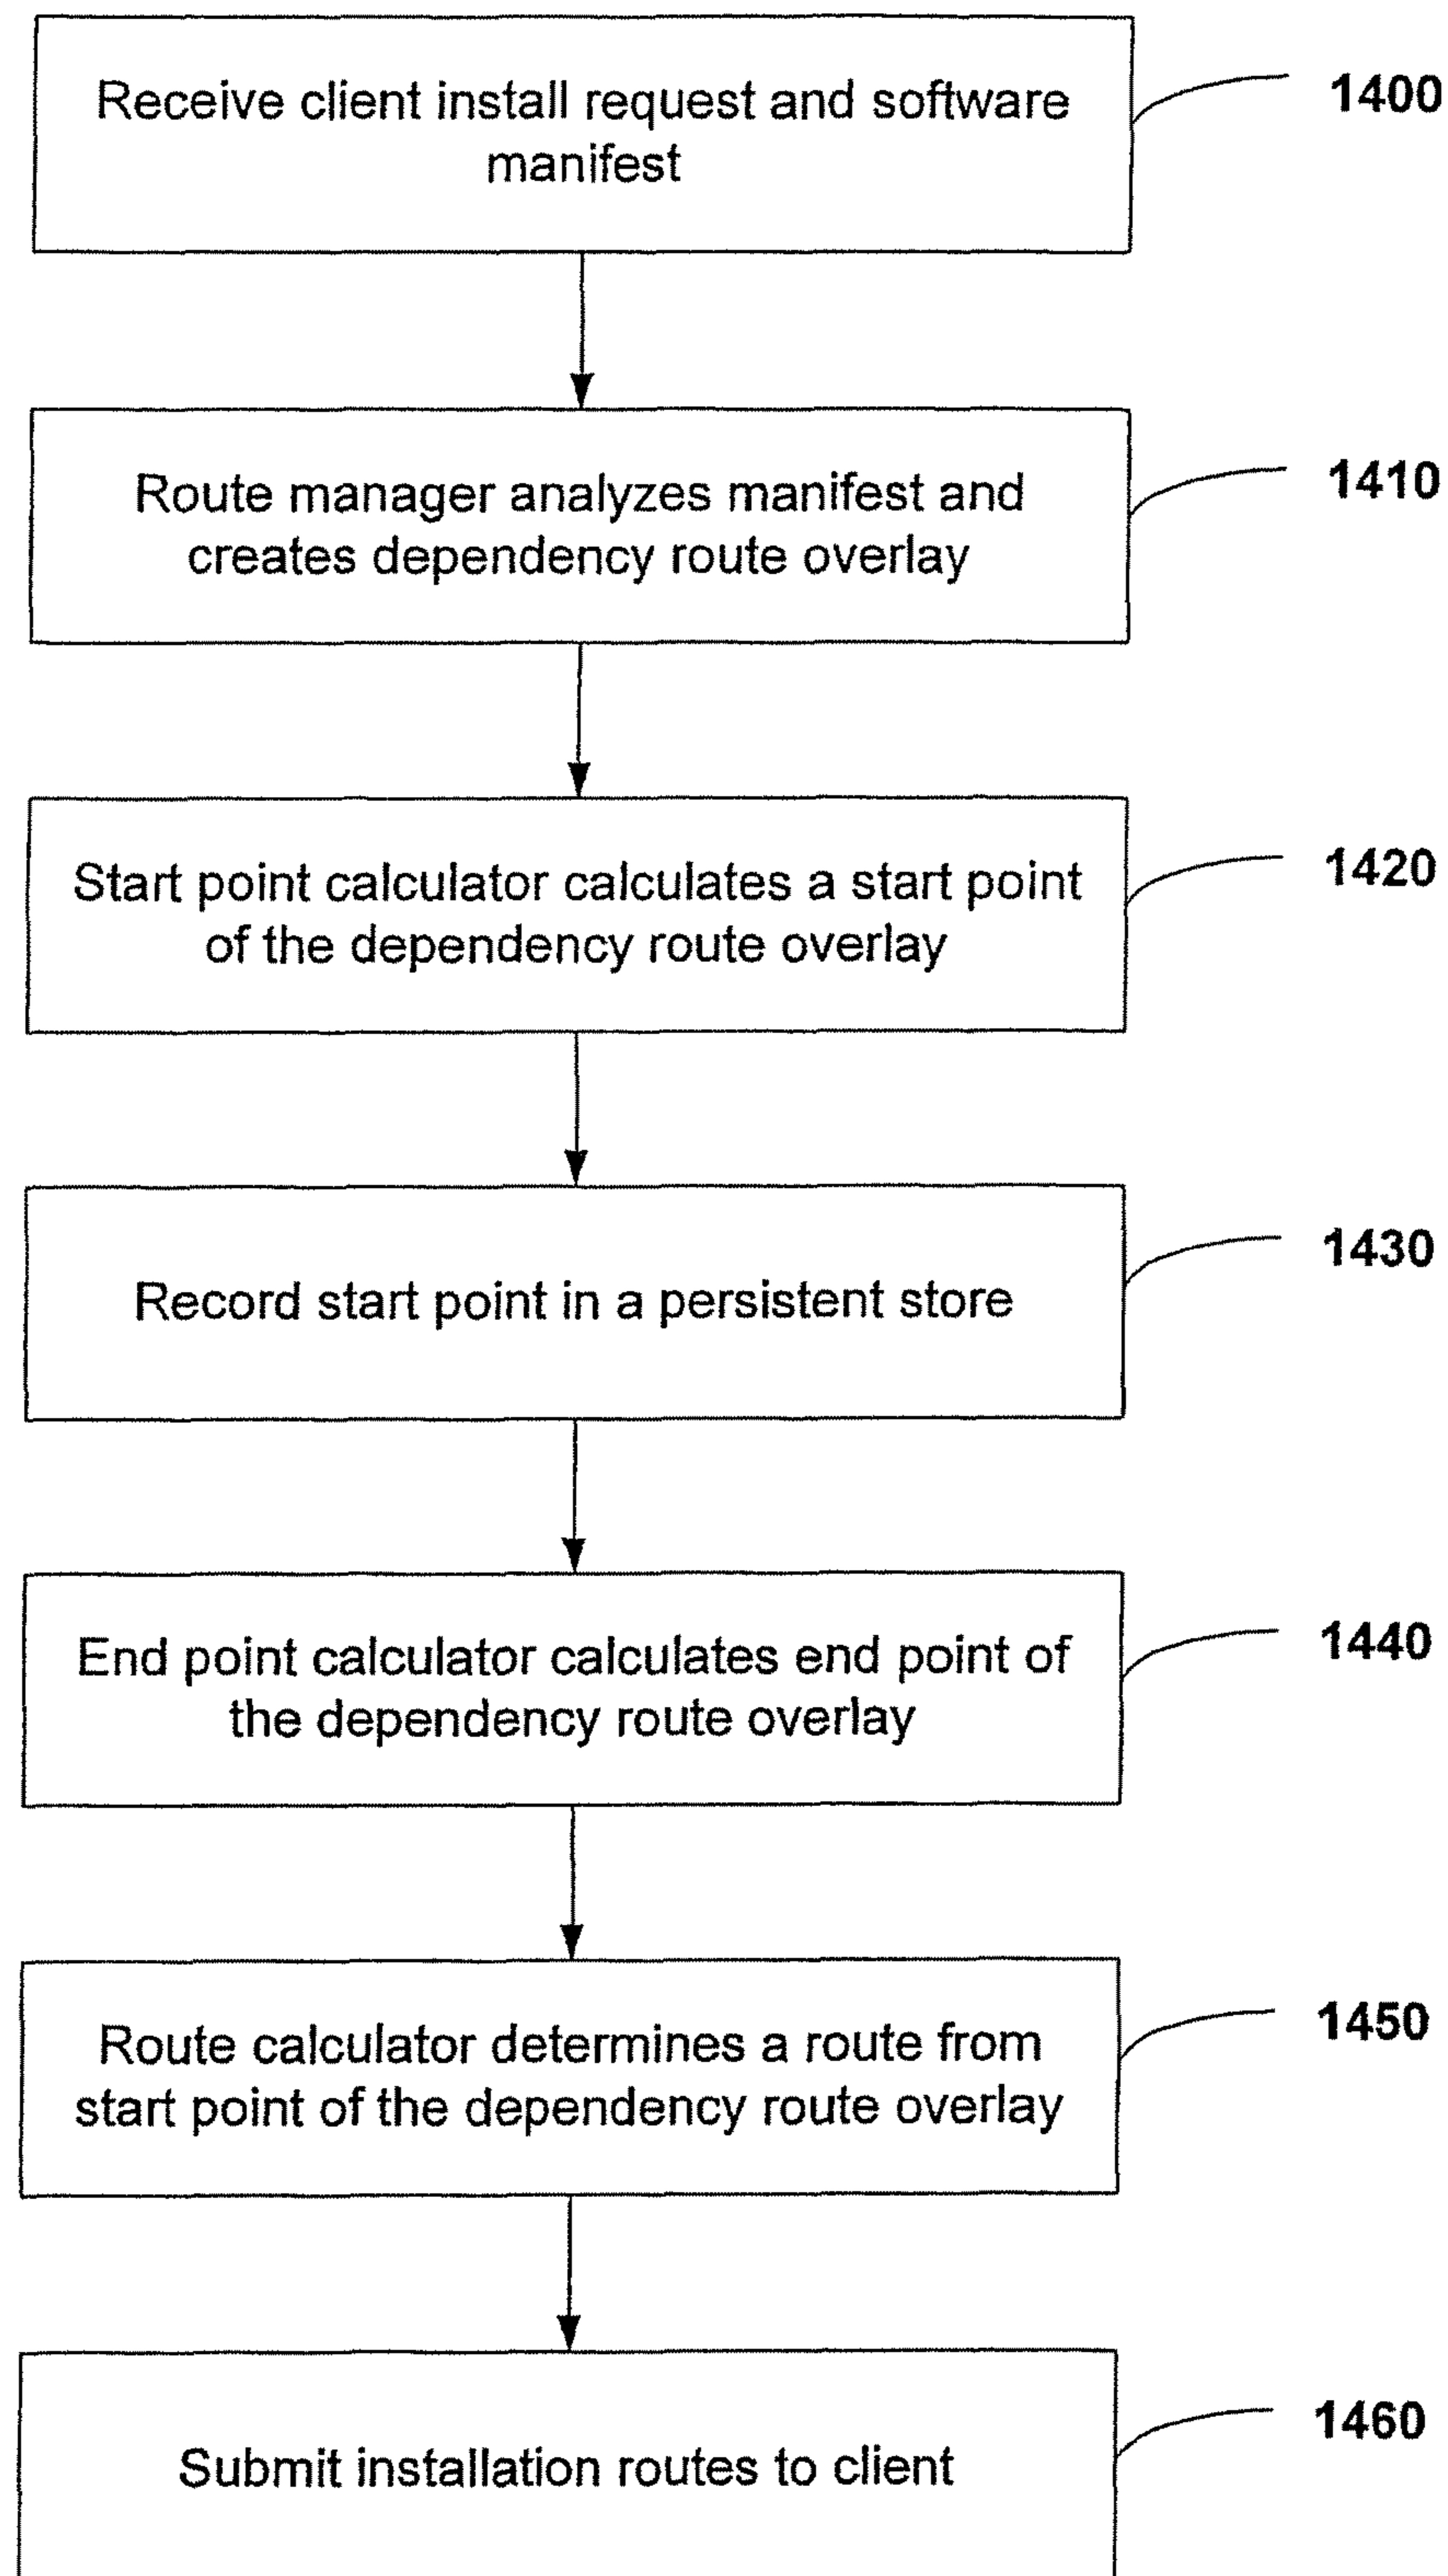 Receive client install request and software
manifest
1400
Route manager analyzes manifest and
creates dependency route overlay
1410
Start point calculator calculates a start point
of the dependency route overlay
1420
Record start point in a persistent store
1430
End point calculator calculates end point of
the dependency route overlay
1440
Route calculator determines a route from
start point of the dependency route overlay
1450
Submit installation routes to client
1460